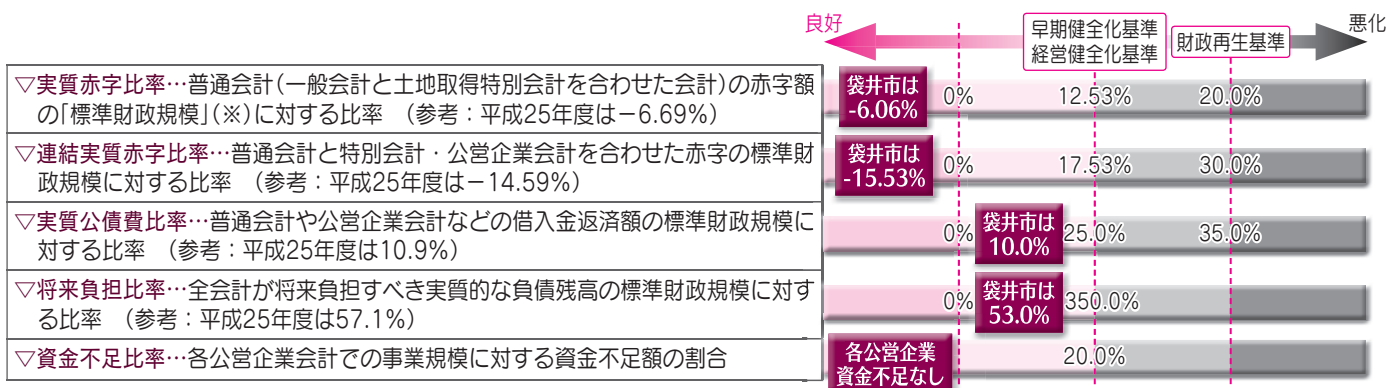 良好
早期健全化基準
経営健全化基準
財政再生基準
悪化
▽実質赤字比率…普通会計(一般会計と土地取得特別会計を合わせた会計)の赤字額
の「標準財政規模」(※)に対する比率 (参考：平成25年度は−6.69%)
袋井市は
-6.06%
0%
12.53%
20.0%
▽連結実質赤字比率…普通会計と特別会計・公営企業会計を合わせた赤字の標準財
政規模に対する比率 (参考：平成25年度は−14.59%)
袋井市は
-15.53%
0%
17.53%
30.0%
▽実質公債費比率…普通会計や公営企業会計などの借入金返済額の標準財政規模に
対する比率 (参考：平成25年度は10.9%)
0%
袋井市は
10.0%
25.0%
35.0%
▽将来負担比率…全会計が将来負担すべき実質的な負債残高の標準財政規模に対す
る比率 (参考：平成25年度は57.1%)
0%
袋井市は
53.0%
350.0%
▽資金不足比率…各公営企業会計での事業規模に対する資金不足額の割合
各公営企業
資金不足なし
20.0%